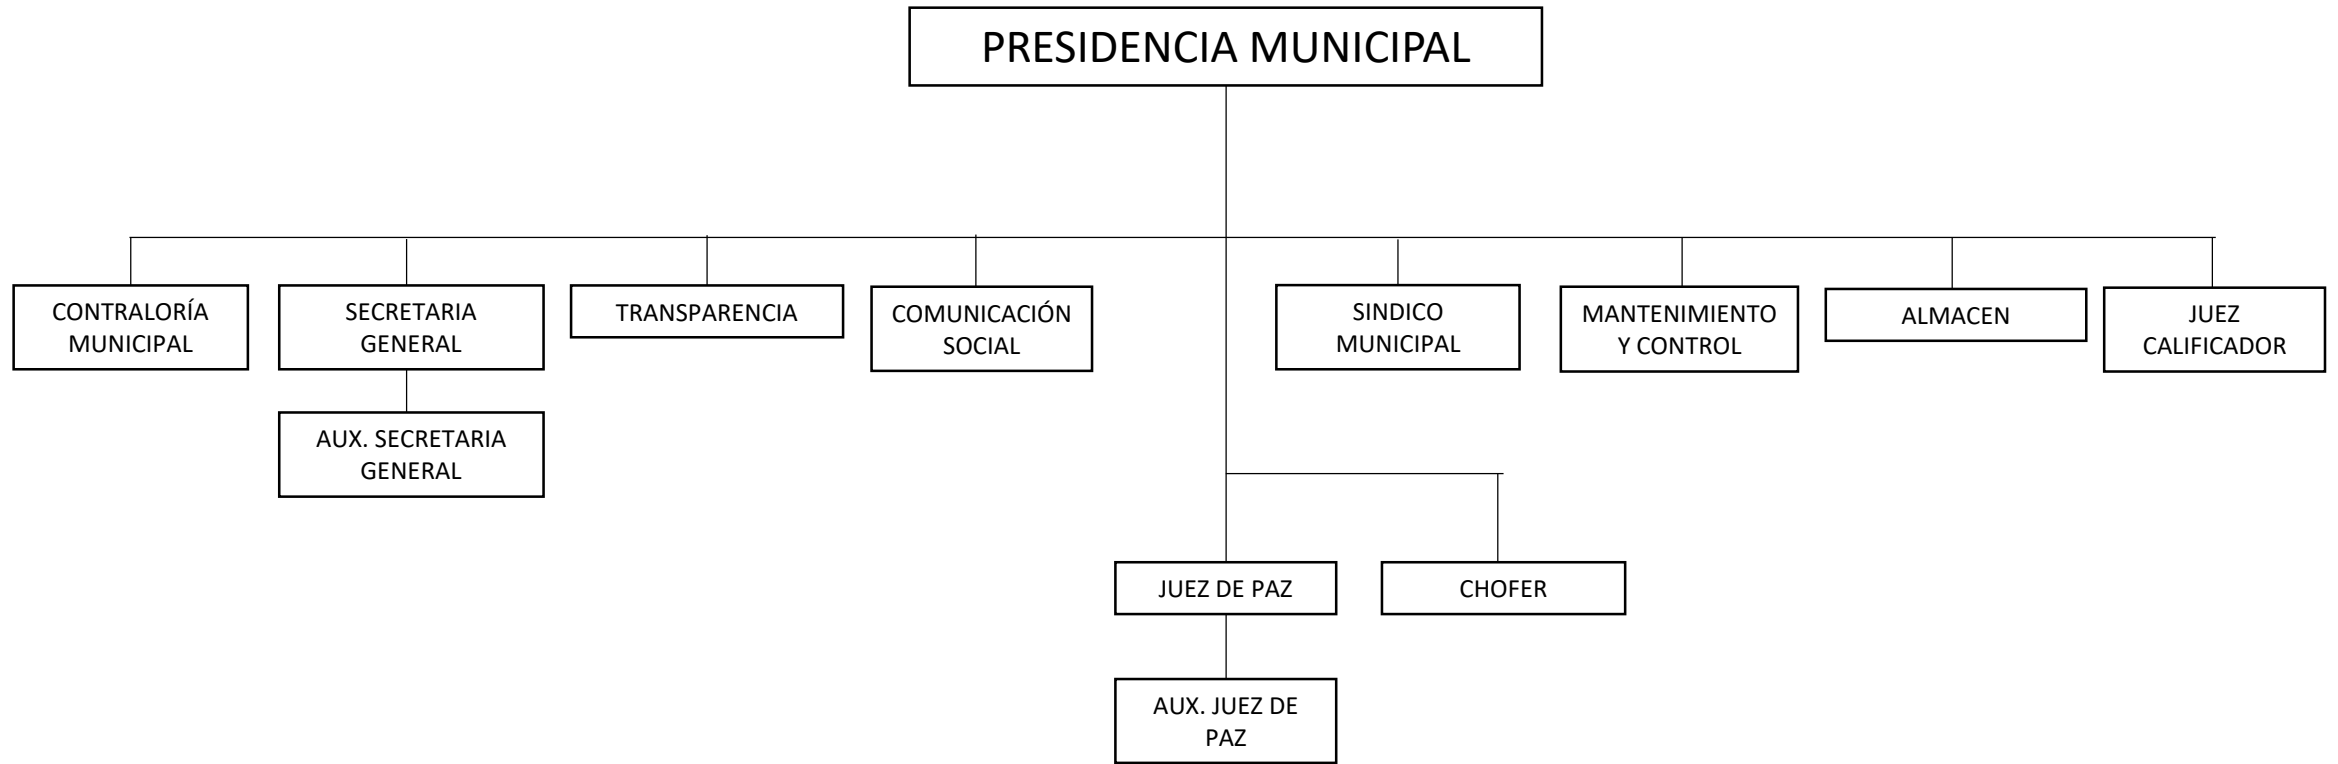 PRESIDENCIA MUNICIPAL
CONTRALORÍA
MUNICIPAL
SECRETARIA
GENERAL
TRANSPARENCIA
COMUNICACIÓN
SOCIAL
SINDICO
MUNICIPAL
MANTENIMIENTO
Y CONTROL
ALMACEN
JUEZ
CALIFICADOR
AUX. SECRETARIA
GENERAL
JUEZ DE PAZ
CHOFER
AUX. JUEZ DE
PAZ